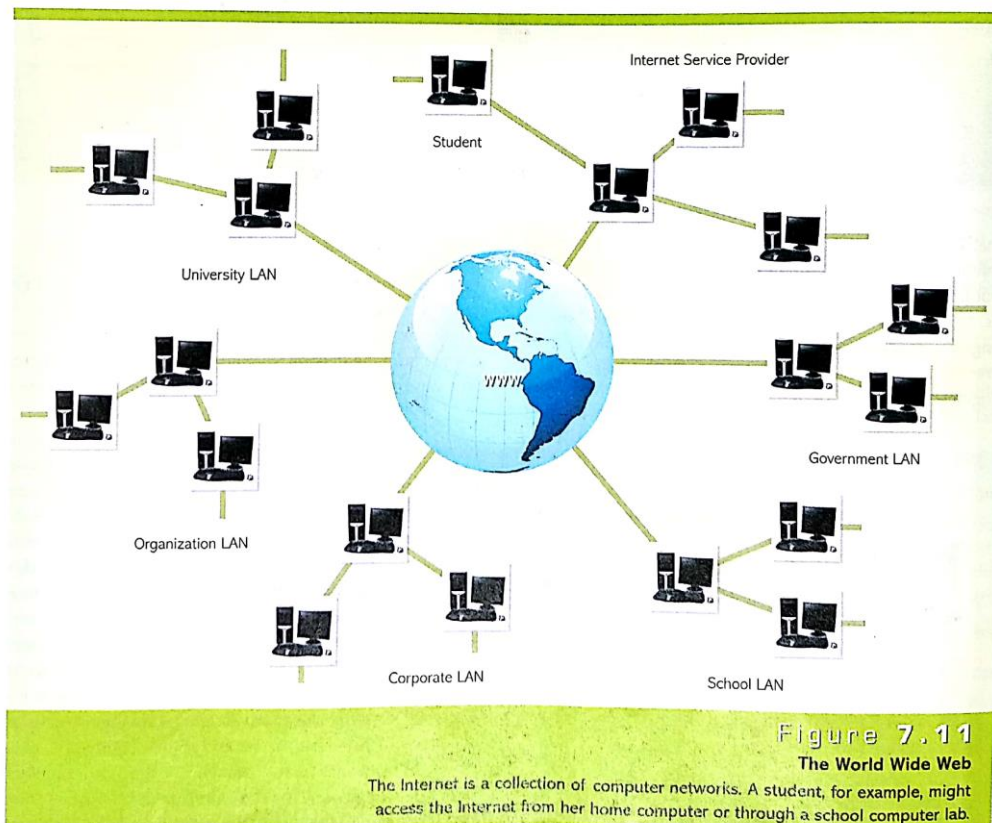 Internet Service Provider
Student
University LAN
WWW
Government LAN
Organization LAN
Corporate LAN
School LAN
Figure 7.11
The World Wide Web
The Internet is a collection of computer networks. A student, for example, might
access the Internet from her home computer or through a school computer lab.